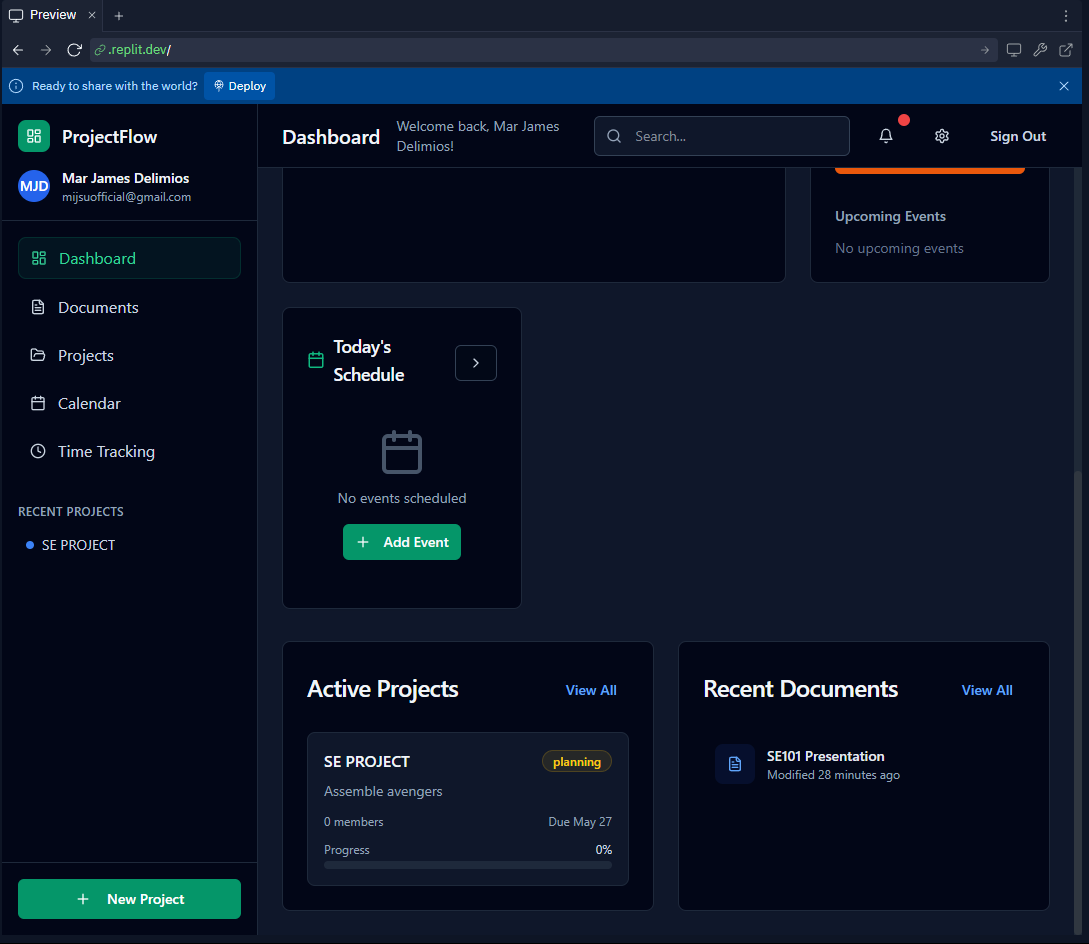 Preview
.replit.dev/
Ready to share with the world?
Deploy
ProjectFlow
MJD
Mar James Delimios
mijsuofficial@gmail.com
Dashboard
Documents
Projects
Calendar
Time Tracking
RECENT PROJECTS
SE PROJECT
New Project
Dashboard
Welcome back, Mar James
Delimios!
Search...
Sign Out
Upcoming Events
No upcoming events
Today's
Schedule
No events scheduled
Add Event
Active Projects
View All
SE PROJECT
planning
Assemble avengers
0 members
Due May 27
Progress
0%
Recent Documents
View All
SE101 Presentation
Modified 28 minutes ago